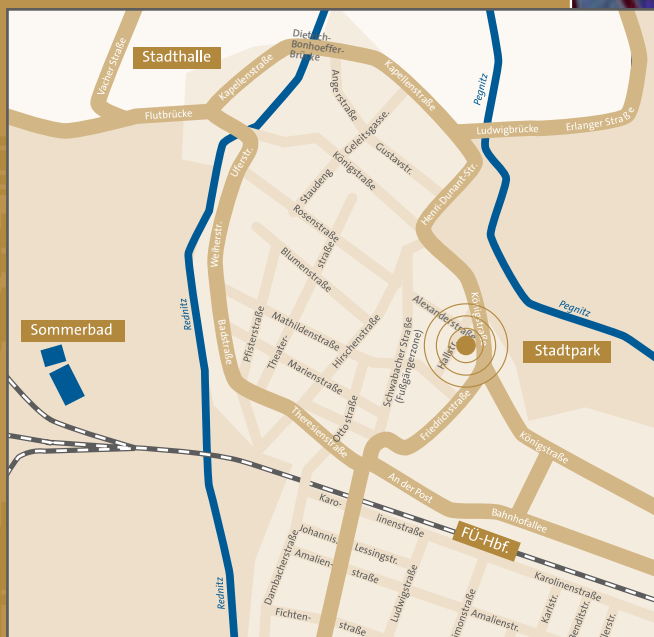 Vacher Straße
Stadthalle
Dietrich-
Bonhoeffer-
Brücke
Kapellenstraße
Kapellenstraße
Pegnitz
Flutbrücke
Ludwigbrücke
Erlanger Straße
Angerstraße
Geleitsgasse.
Gustavstr.
Königstraße
Staudeng
Uferstr.
Henri-Dunant-Str.
Rosenstraße
straße
Weiherstr.
Blumenstraße
Rednitz
Pegnitz
Alexanderstraße
Königstraße
Sommerbad
Badstraße
Pfisterstraße
Mathildenstraße
Theater-
Hirschenstraße
Schwabacher Straße
(Fußgängerzone)
Hallstr.
Stadtpark
Marienstraße
Theresienstraße
Ottostraße
Friedrichstraße
Königstraße
An der Post
Bahnhofallee
FÜ-Hbf.
Karo-
linenstraße
Karolinenstraße
Johannis.
Lessingstr.
Amalien-
straße
Dambacherstraße
Ludwigstraße
Rednitz
Fichten-
straße
imonstraße
Amalienstr.
Karlstr.
enditstr.